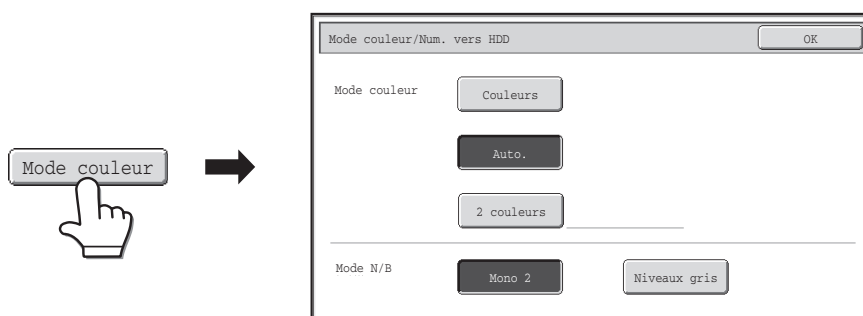 Mode couleur/Num. vers HDD OK
Mode couleur Couleurs
Auto.
Mode couleur
2 couleurs
Mode N/B Mono 2 Niveaux gris